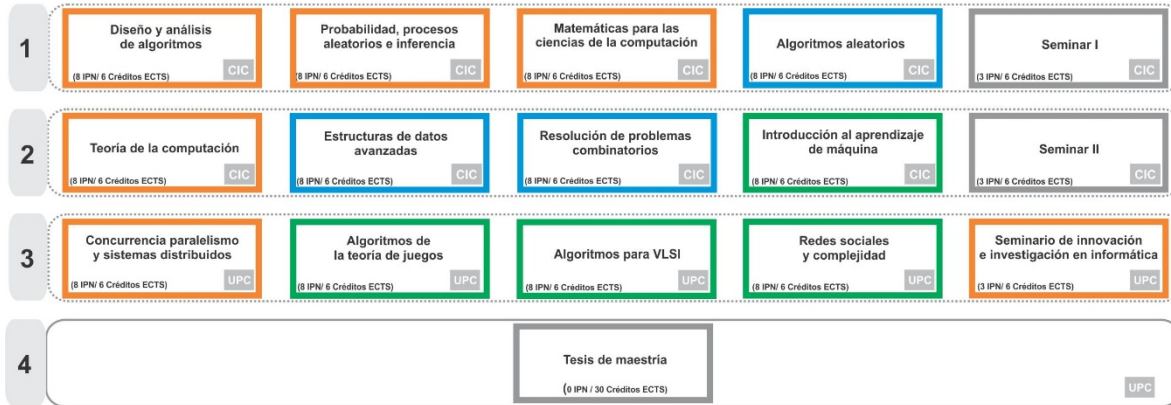 1
Diseño y análisis
de algoritmos
(8 IPN/ 6 Créditos ECTS)
CIC
Probabilidad, procesos
aleatorios e inferencia
(8 IPN/ 6 Créditos ECTS)
CIC
Matemáticas para las
ciencias de la computación
(8 IPN/ 6 Créditos ECTS)
CIC
Algoritmos aleatorios
(8 IPN/ 6 Créditos ECTS)
CIC
Seminar I
(3 IPN/ 6 Créditos ECTS)
CIC
2
Teoría de la computación
(8 IPN/ 6 Créditos ECTS)
CIC
Estructuras de datos
avanzadas
(8 IPN/ 6 Créditos ECTS)
CIC
Resolución de problemas
combinatorios
(8 IPN/ 6 Créditos ECTS)
CIC
Introducción al aprendizaje
de máquina
(8 IPN/ 6 Créditos ECTS)
CIC
Seminar II
(3 IPN/ 6 Créditos ECTS)
CIC
3
Concurrencia paralelismo
y sistemas distribuidos
(8 IPN/ 6 Créditos ECTS)
UPC
Algoritmos de
la teoría de juegos
(8 IPN/ 6 Créditos ECTS)
UPC
Algoritmos para VLSI
(8 IPN/ 6 Créditos ECTS)
UPC
Redes sociales
y complejidad
(8 IPN/ 6 Créditos ECTS)
UPC
Seminario de innovación
e investigación en informática
(3 IPN/ 6 Créditos ECTS)
UPC
4
Tesis de maestría
(0 IPN / 30 Créditos ECTS)
UPC